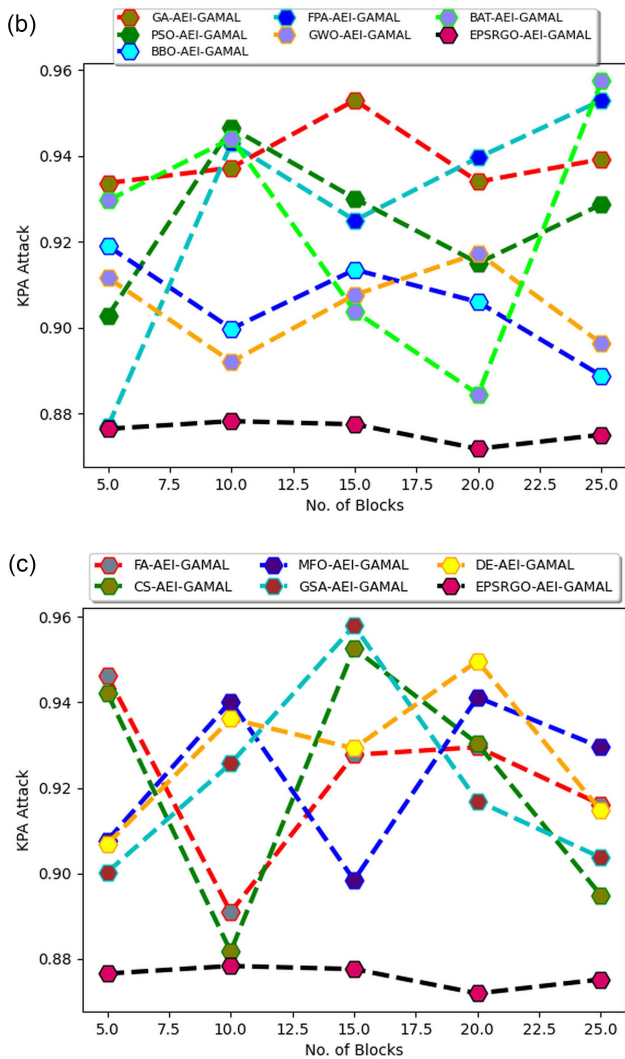 (b)
GA-AEI-GAMAL FPA-AEI-GAMAL BAT-AEI-GAMAL
PSO-AEI-GAMAL GWO-AEI-GAMAL EPSRGO-AEI-GAMAL
BBO-AEI-GAMAL
0.96
0.94
0.92
0.90
0.88
KPA Attack
5.0 7.5 10.0 12.5 15.0 17.5 20.0 22.5 25.0
No. of Blocks
(c)
FA-AEI-GAMAL MFO-AEI-GAMAL DE-AEI-GAMAL
CS-AEI-GAMAL GSA-AEI-GAMAL EPSRGO-AEI-GAMAL
0.96
0.94
0.92
0.90
0.88
KPA Attack
5.0 7.5 10.0 12.5 15.0 17.5 20.0 22.5 25.0
No. of Blocks